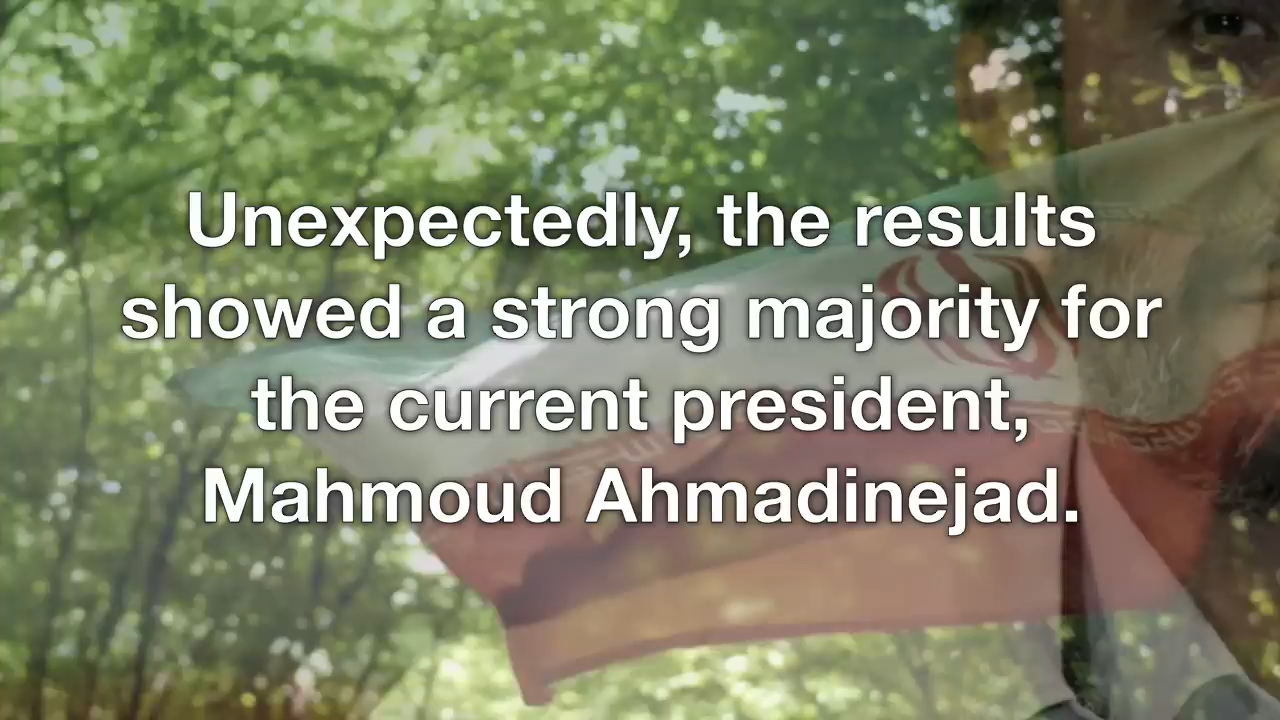 Unexpectedly, the results
showed a strong majority for
the current president,
Mahmoud Ahmadinejad.